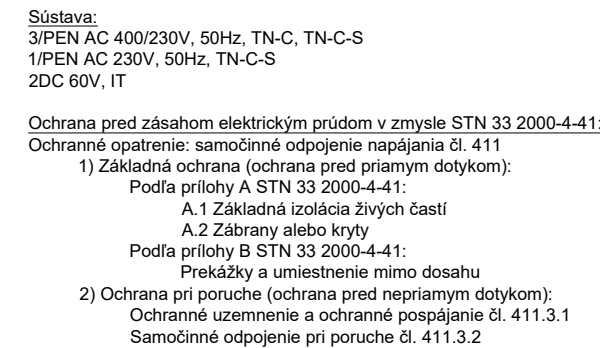 Sústava:
3/PEN AC 400/230V, 50Hz, TN-C, TN-C-S
1/PEN AC 230V, 50Hz, TN-C-S
2DC 60V, IT
Ochrana pred zásahom elektrickým prúdom v zmysle STN 33 2000-4-41:
Ochranné opatrenie: samočinné odpojenie napájania čl. 411
1) Základná ochrana (ochrana pred priamym dotykom):
Podľa prílohy A STN 33 2000-4-41:
A.1 Základná izolácia živých častí
A.2 Zábrany alebo kryty
Podľa prílohy B STN 33 2000-4-41:
Prekážky a umiestnenie mimo dosahu
2) Ochrana pri poruche (ochrana pred nepriamym dotykom):
Ochranné uzemnenie a ochranné pospájanie čl. 411.3.1
Samočinné odpojenie pri poruche čl. 411.3.2